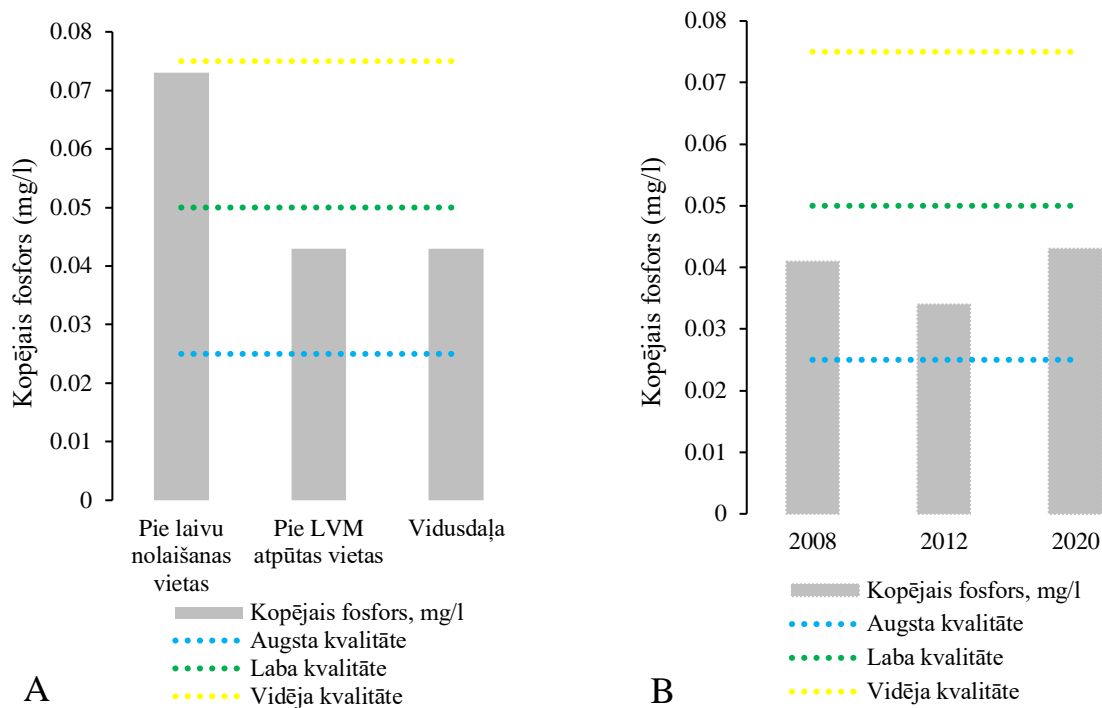 Kopējais fosfors (mg/l)
0.08
0.07
0.06
0.05
0.04
0.03
0.02
0.01
0
Pie laivu
nolaišanas
vietas
Pie LVM
atpūtas vietas
Vidusdaļa
Kopējais fosfors, mg/l
Augsta kvalitāte
Laba kvalitāte
Vidēja kvalitāte
A
Kopējais fosfors (mg/l)
0.08
0.07
0.06
0.05
0.04
0.03
0.02
0.01
0
2008
2012
2020
Kopējais fosfors, mg/l
Augsta kvalitāte
Laba kvalitāte
Vidēja kvalitāte
B